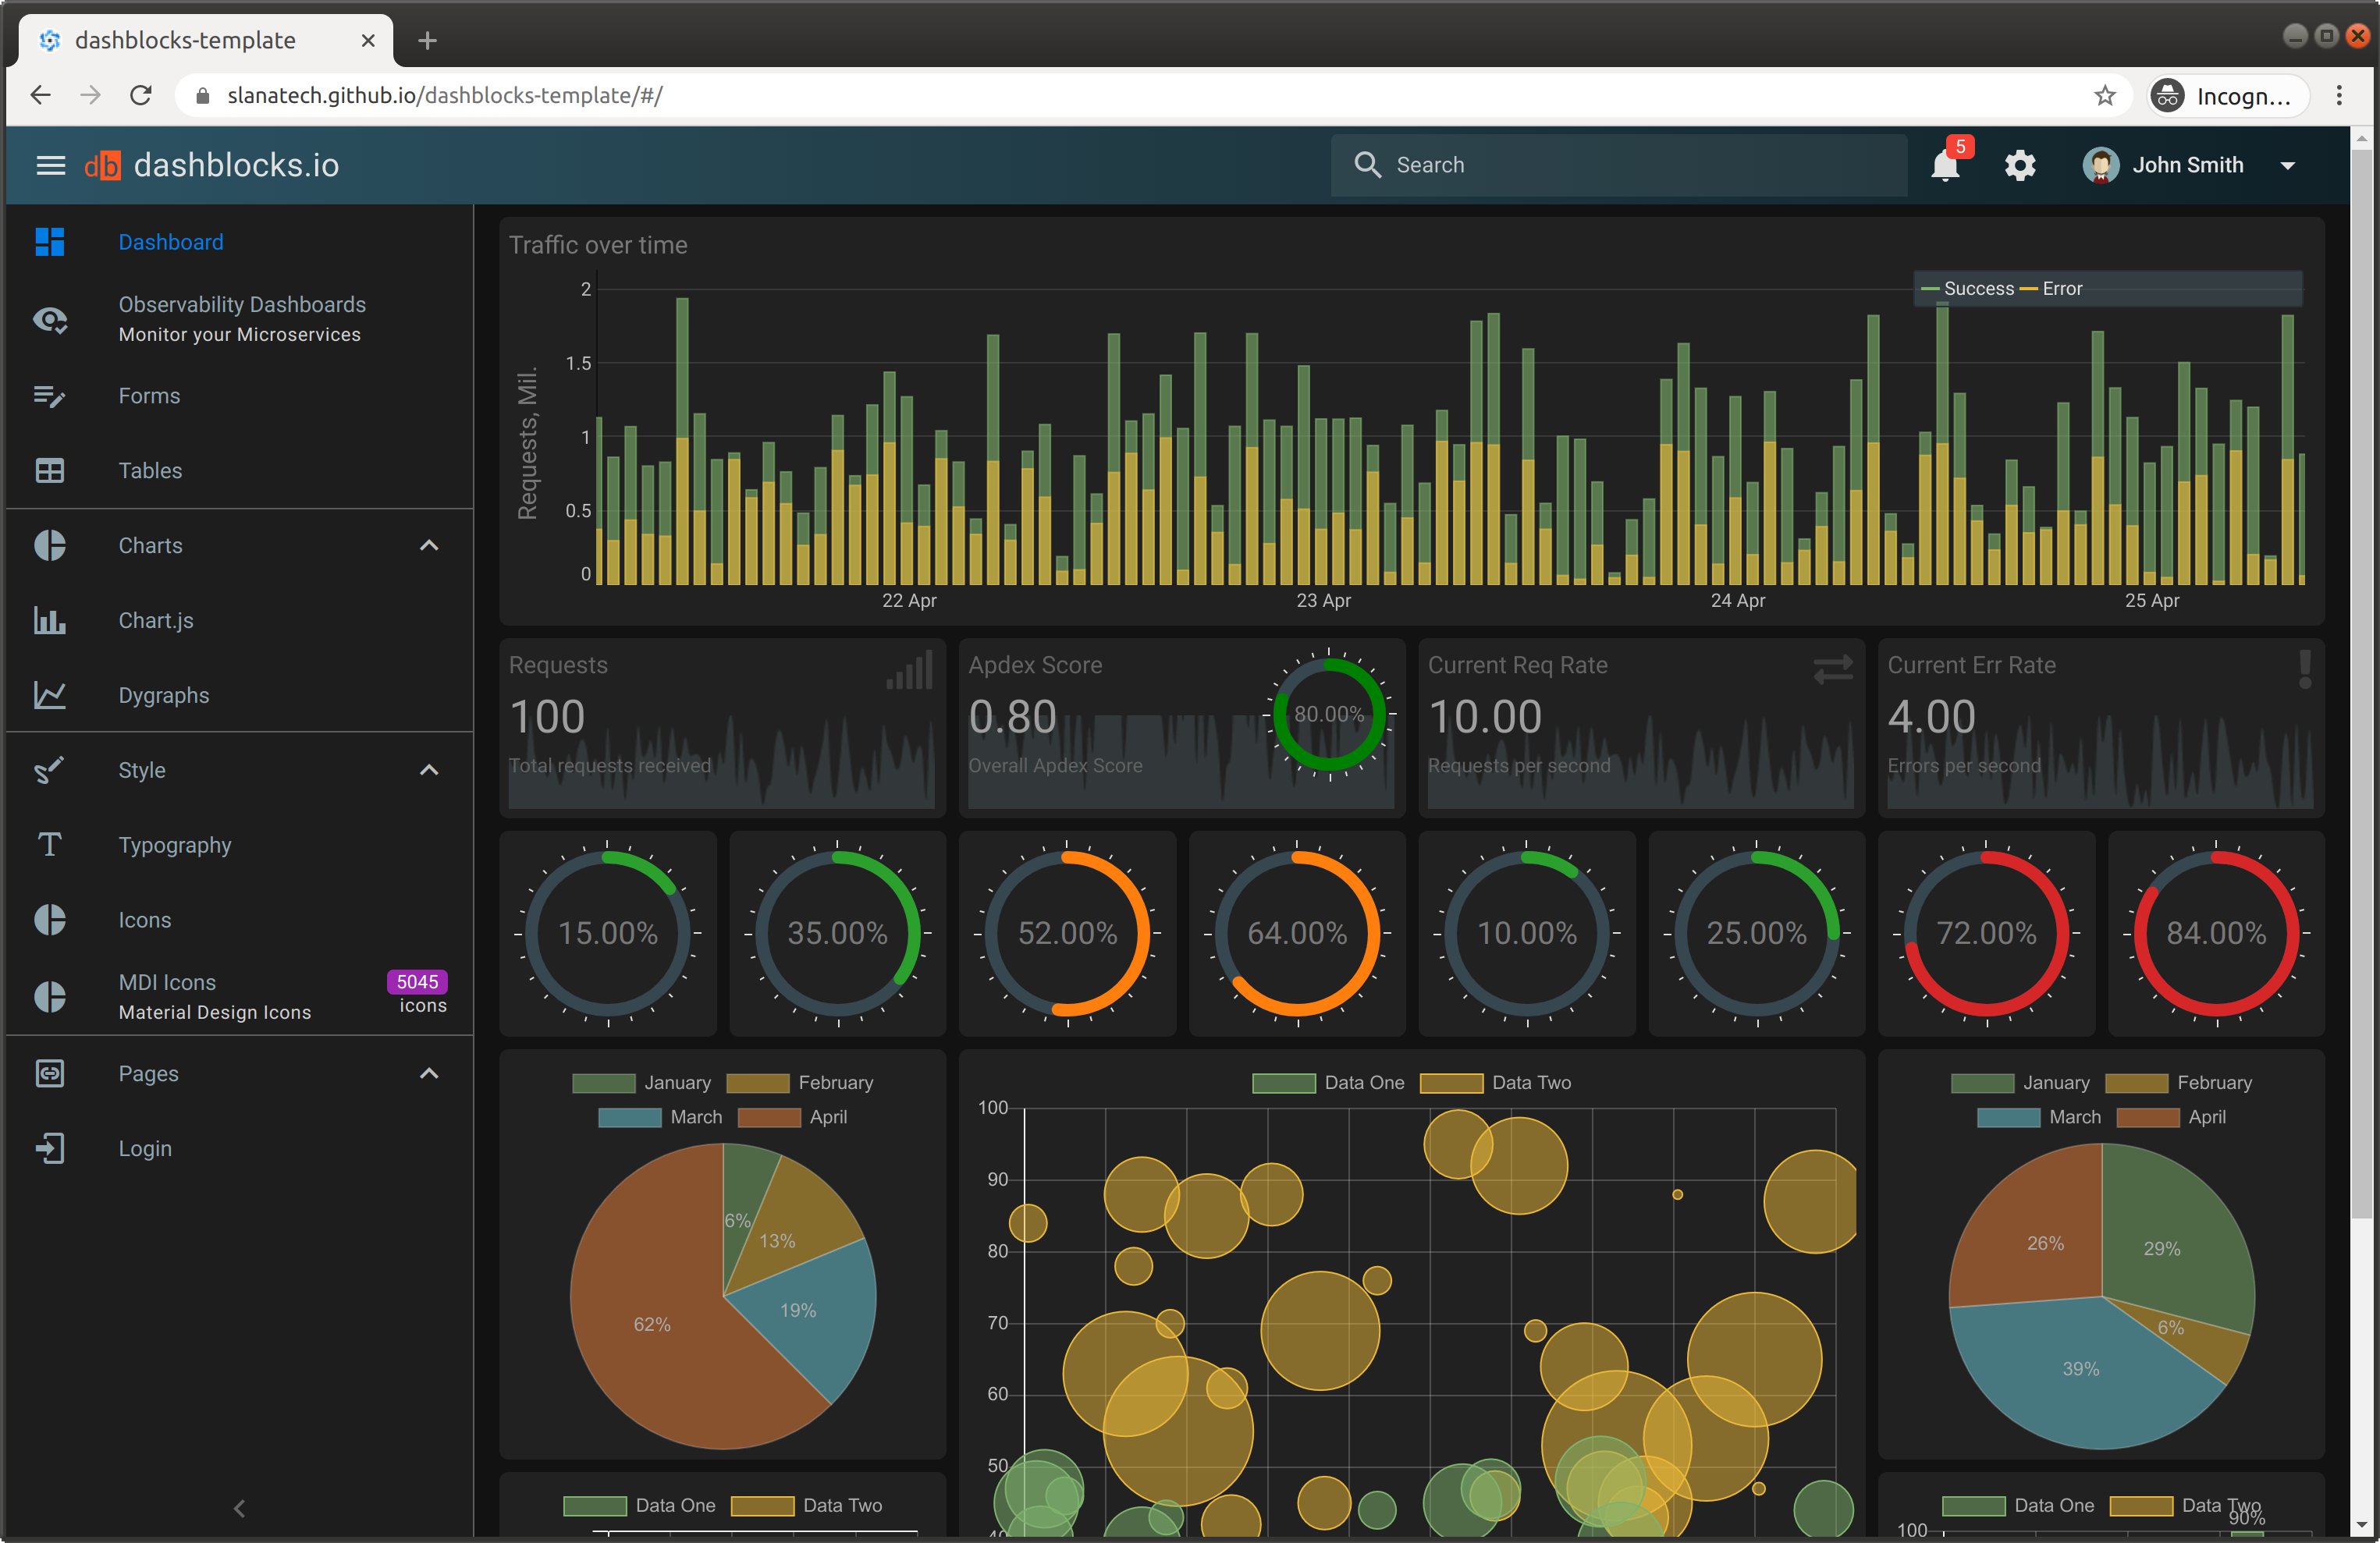 dashblocks-template
slanatech.github.io/dashblocks-template/#/
Incogn...
db dashblocks.io
Search
5
John Smith
Dashboard
Observability Dashboards
Monitor your Microservices
Forms
Tables
Charts
Chart.js
Dygraphs
Style
Typography
Icons
MDI Icons
Material Design Icons
5045
icons
Pages
Login
Traffic over time
Success Error
Requests, Mil.
2
1.5
1
0.5
0
22 Apr 23 Apr 24 Apr 25 Apr
Requests
100
Total requests received
Apdex Score
0.80
Overall Apdex Score
80.00%
Current Req Rate
10.00
Requests per second
Current Err Rate
4.00
Errors per second
15.00% 35.00% 52.00% 64.00% 10.00% 25.00% 72.00% 84.00%
January February
March April
6%
13%
19%
62%
Data One Data Two
100
90
80
70
60
50
40
January February
March April
26%
29%
6%
39%
Data One Data Two
Data One Data Two
90%
100